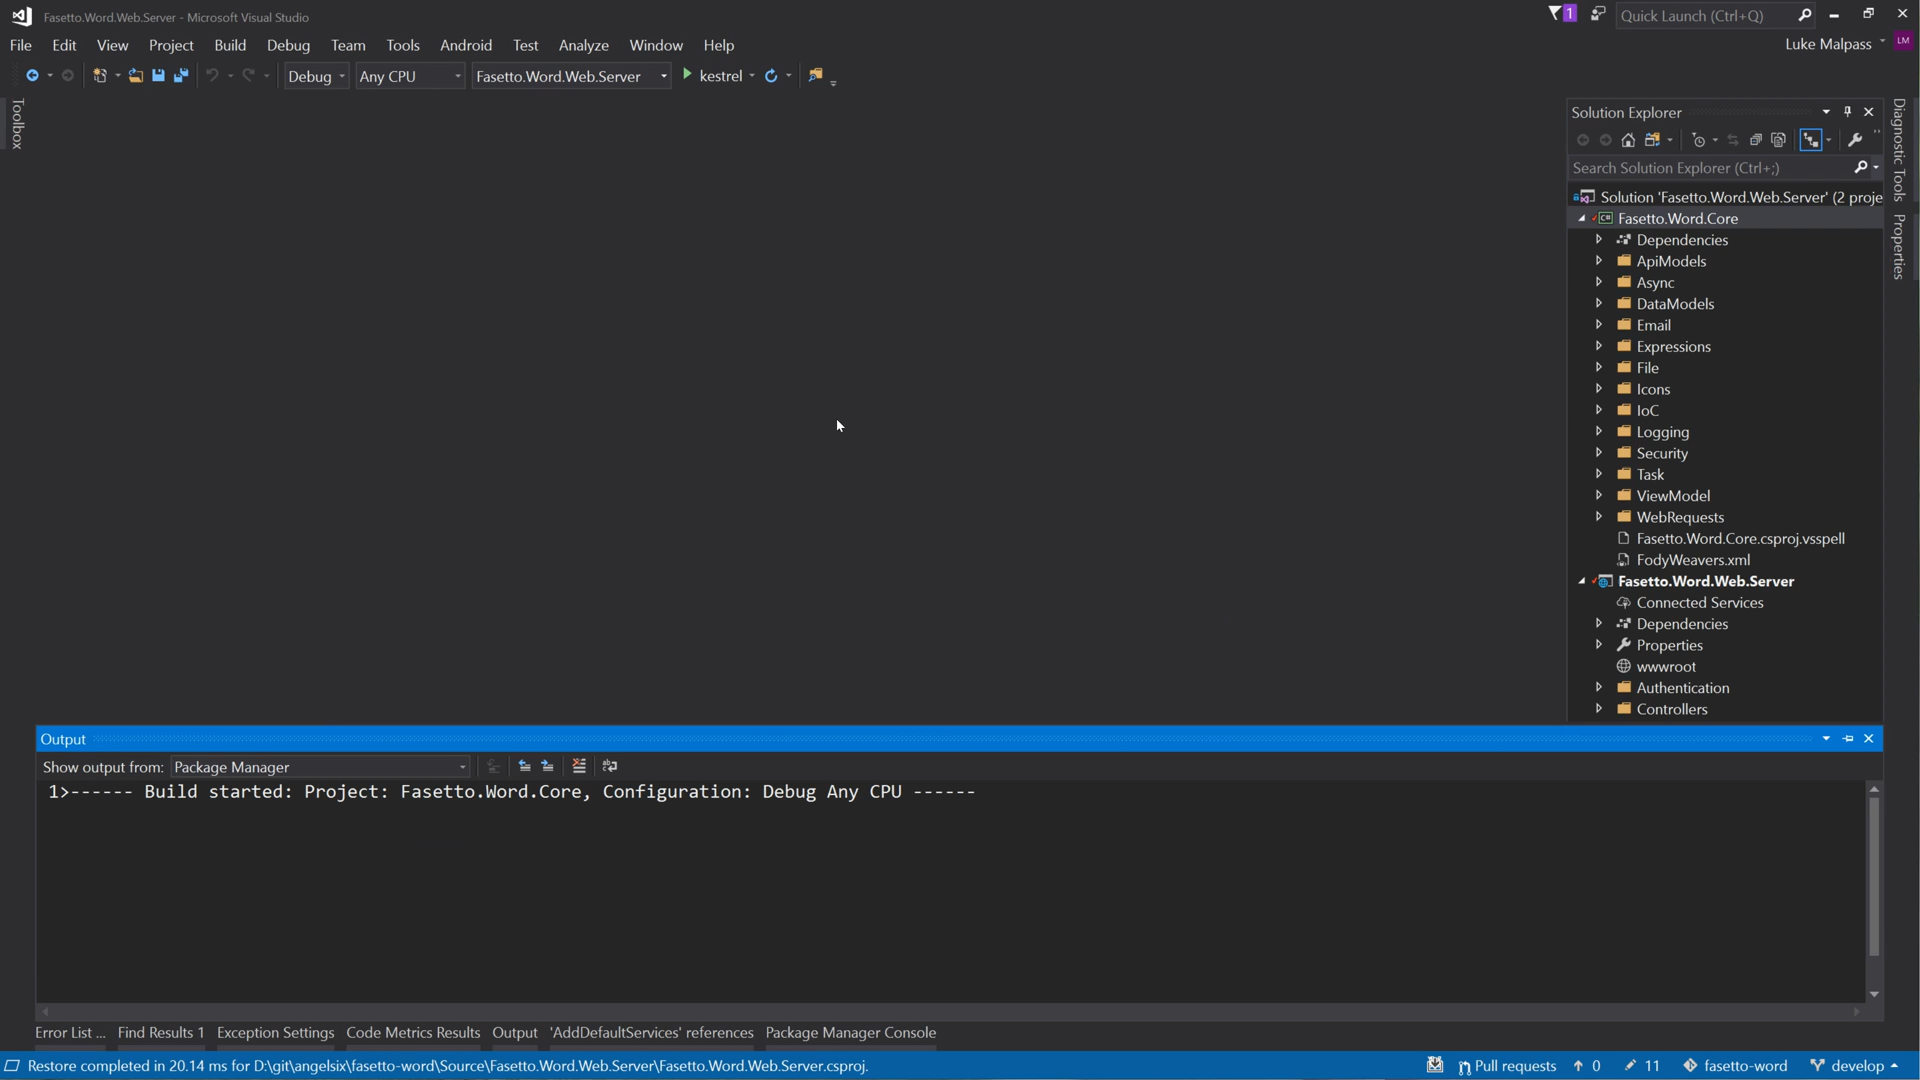 Fasetto.Word.Web.Server - Microsoft Visual Studio
1
Quick Launch (Ctrl+Q)
File Edit View Project Build Debug Team Tools Android Test Analyze Window Help
Luke Malpass
LM
Debug Any CPU Fasetto.Word.Web.Server kestrel
Toolbox
Solution Explorer
Search Solution Explorer (Ctrl+;)
Solution 'Fasetto.Word.Web.Server' (2 proje
Fasetto.Word.Core
Dependencies
ApiModels
Async
DataModels
Email
Expressions
File
Icons
IoC
Logging
Security
Task
ViewModel
WebRequests
Fasetto.Word.Core.csproj.vsspell
FodyWeavers.xml
Fasetto.Word.Web.Server
Connected Services
Dependencies
Properties
wwwroot
Authentication
Controllers
Diagnostic Tools
Properties
Output
Show output from: Package Manager
1>------ Build started: Project: Fasetto.Word.Core, Configuration: Debug Any CPU ------
Error List ... Find Results 1 Exception Settings Code Metrics Results Output 'AddDefaultServices' references Package Manager Console
Restore completed in 20.14 ms for D:\git\angelsix\fasetto-word\Source\Fasetto.Word.Web.Server\Fasetto.Word.Web.Server.csproj.
Pull requests 0 11 fasetto-word develop